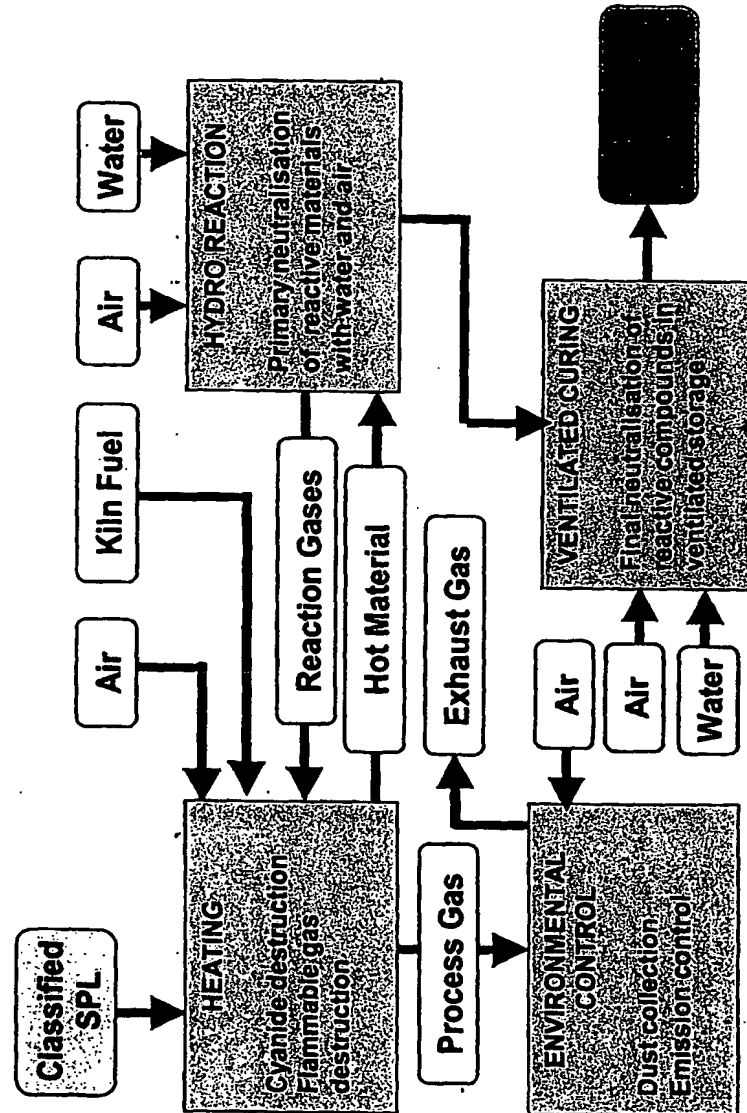 Classified
SPL
Air
Kiln Fuel
Air
Water
HEATING
Cyanide destruction
Flammable gas
destruction
Reaction Gases
Hot Material
HYDRO REACTION
Primary neutralisation
of reactive materials
with water and air
Process Gas
Exhaust Gas
ENVIRONMENTAL
CONTROL
Dust collection
Emission control
Air
Air
Water
VENTILATED CURING
Final neutralisation of
reactive compounds in
ventilated storage